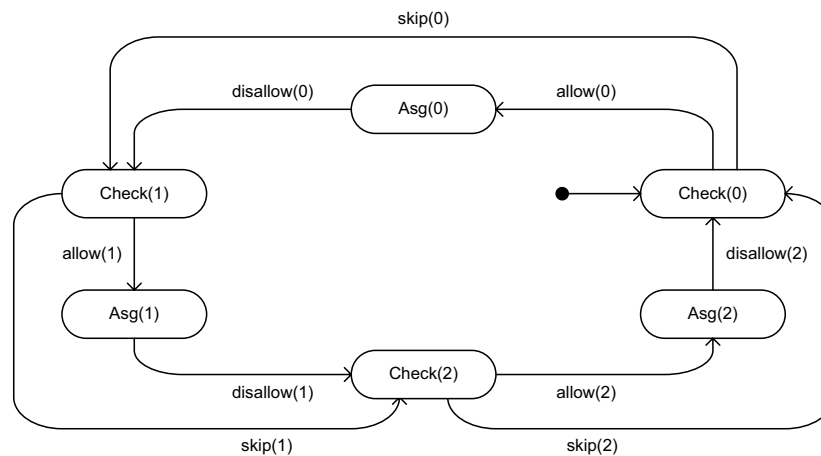 skip(0)
disallow(0)
Asg(0)
allow(0)
Check(1)
Check(0)
allow(1)
disallow(2)
Asg(1)
Asg(2)
Check(2)
disallow(1)
allow(2)
skip(1)
skip(2)